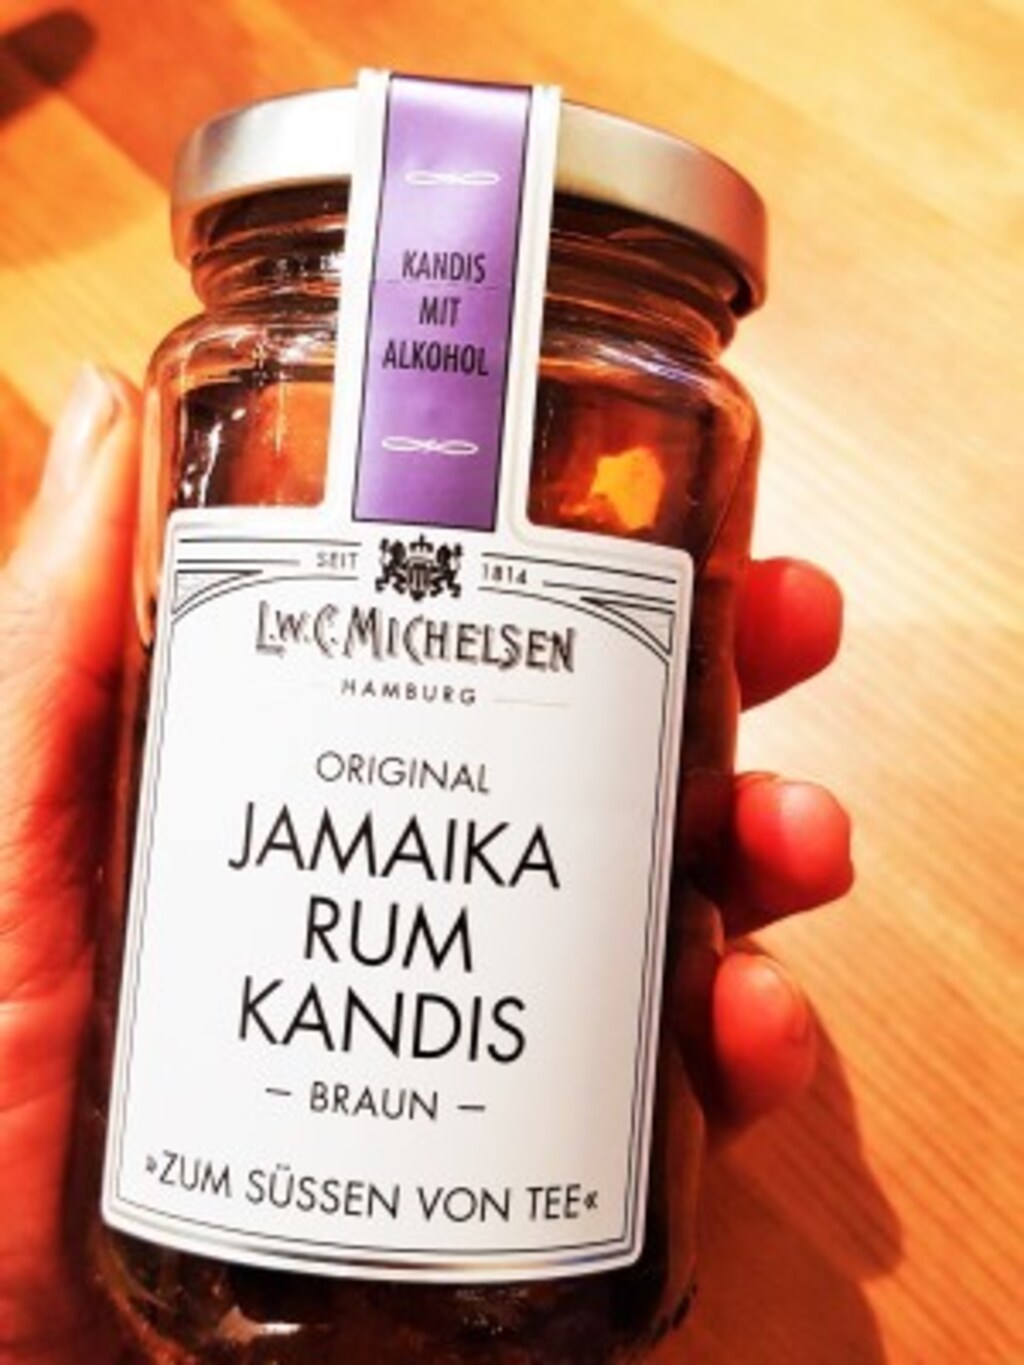 KANDIS
MIT
ALKOHOL
SEIT 1814
L.W.C. MICHELSEN
HAMBURG
ORIGINAL
JAMAIKA
RUM
KANDIS
– BRAUN –
»ZUM SÜSSEN VON TEE«